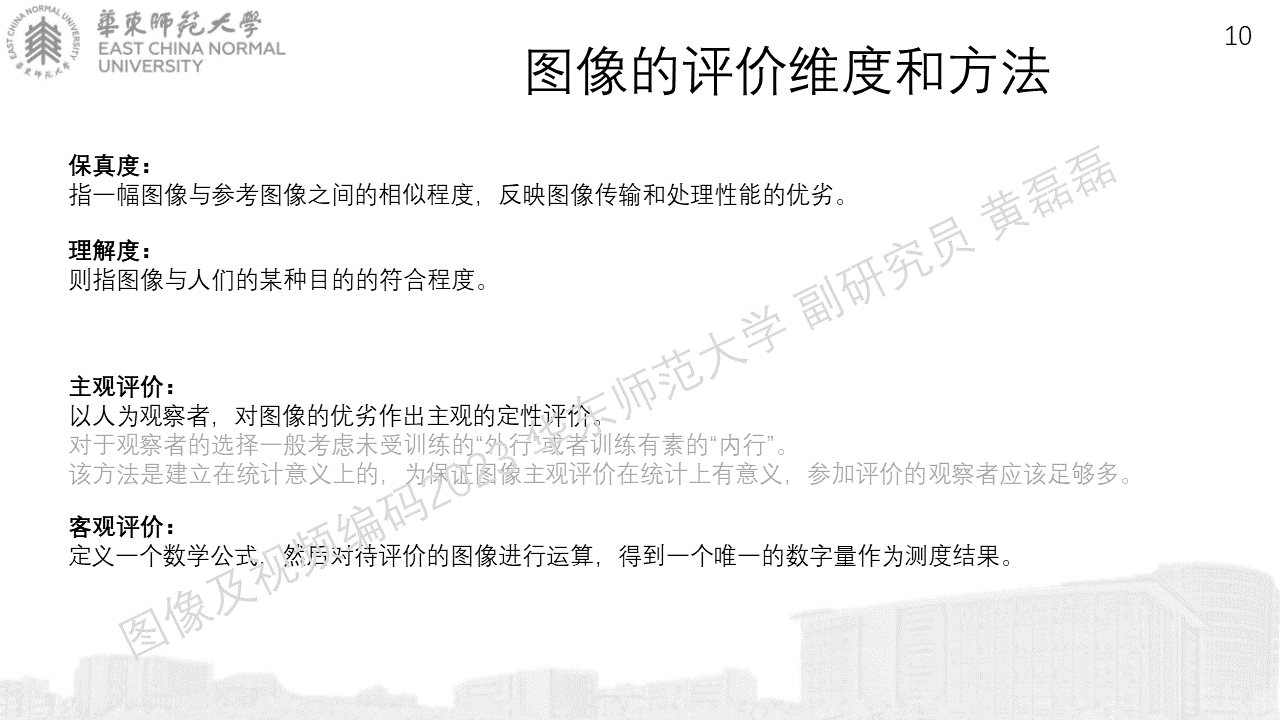 華東師範大學
EAST CHINA NORMAL
UNIVERSITY
EAST CHINA NORMAL UNIVERSITY
華東师范大学
10
图像的评价维度和方法
保真度：
指一幅图像与参考图像之间的相似程度，反映图像传输和处理性能的优劣。
理解度：
则指图像与人们的某种目的的符合程度。
主观评价：
以人为观察者，对图像的优劣作出主观的定性评价。
对于观察者的选择一般考虑未受训练的“外行”或者训练有素的“内行”。
该方法是建立在统计意义上的，为保证图像主观评价在统计上有意义，参加评价的观察者应该足够多。
客观评价：
定义一个数学公式，然后对待评价的图像进行运算，得到一个唯一的数字量作为测度结果。
图像及视频编码2023 华东师范大学 副研究员 黄磊磊